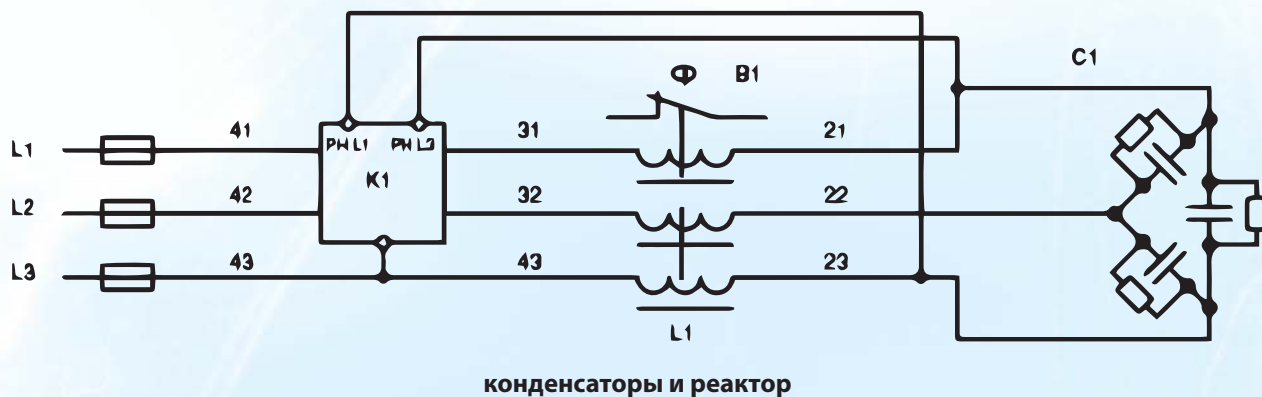 C1
Φ B1
L1 41 PH L1 PH L3 31 21
K1
L2 42 32 22
L3 43 43 23
L1
конденсаторы и реактор